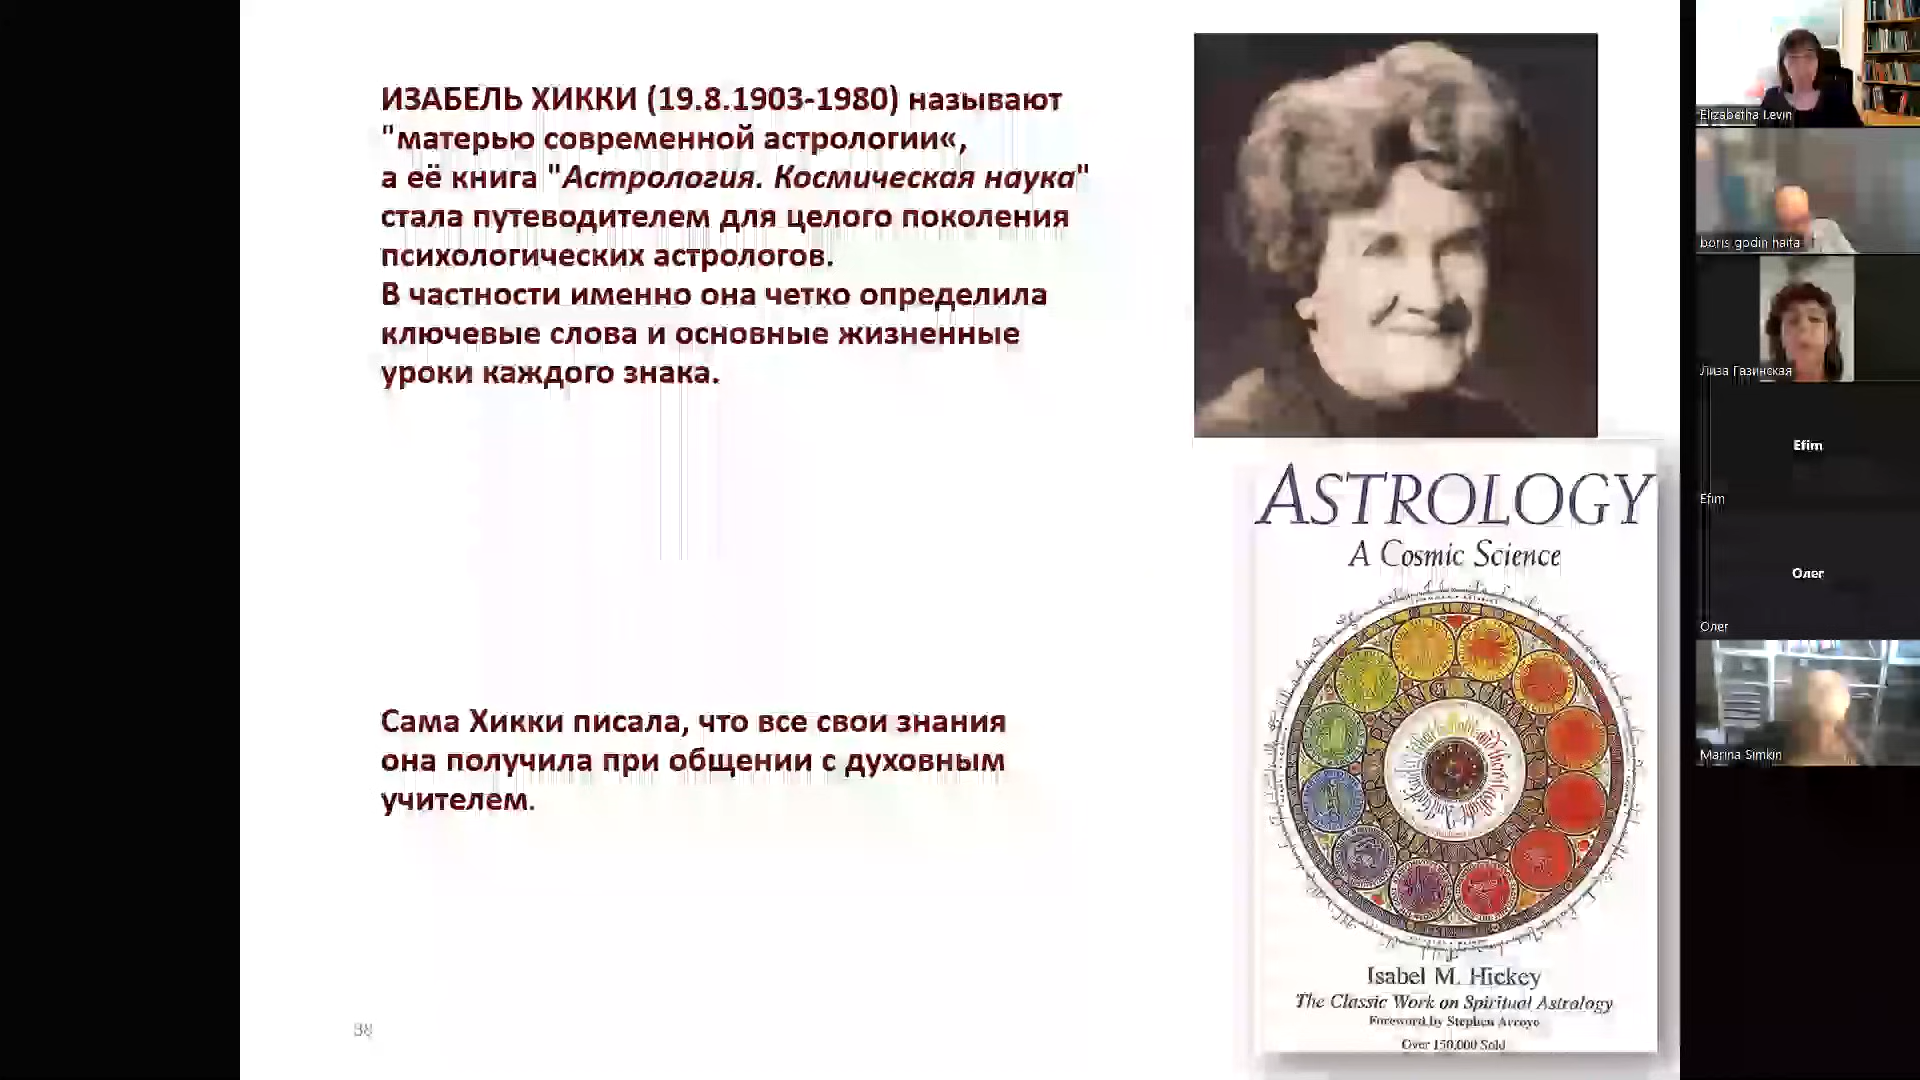 ИЗАБЕЛЬ ХИККИ (19.8.1903-1980) называют
"матерью современной астрологии«,
а её книга "Астрология. Космическая наука"
стала путеводителем для целого поколения
психологических астрологов.
В частности именно она четко определила
ключевые слова и основные жизненные
уроки каждого знака.
Сама Хикки писала, что все свои знания
она получила при общении с духовным
учителем.
38
ASTROLOGY
A Cosmic Science
SUMMER
Isabel M. Hickey
The Classic Work on Spiritual Astrology
Foreword by Stephen Arroyo
Over 150,000 Sold
Elizabetha Levin
boris godin haifa
Лиза Газинская
Efim
Efim
Олег
Олег
Marina Simkin